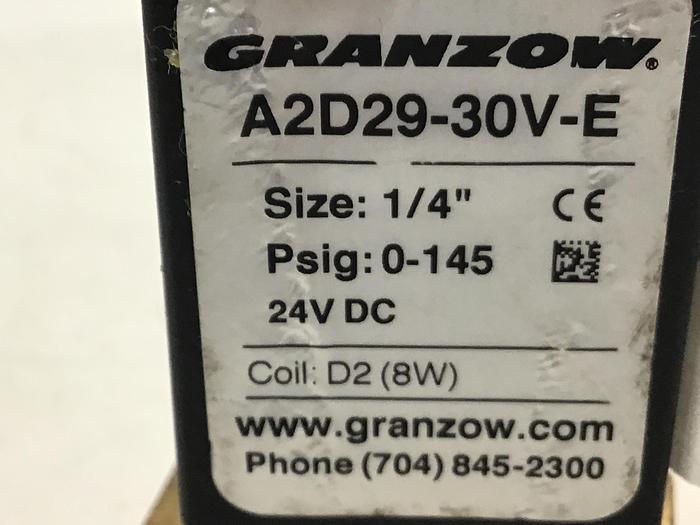 GRANZOW®
A2D29-30V-E
Size: 1/4" CE
Psig: 0-145
24V DC
Coil: D2 (8W)
www.granzow.com
Phone (704) 845-2300